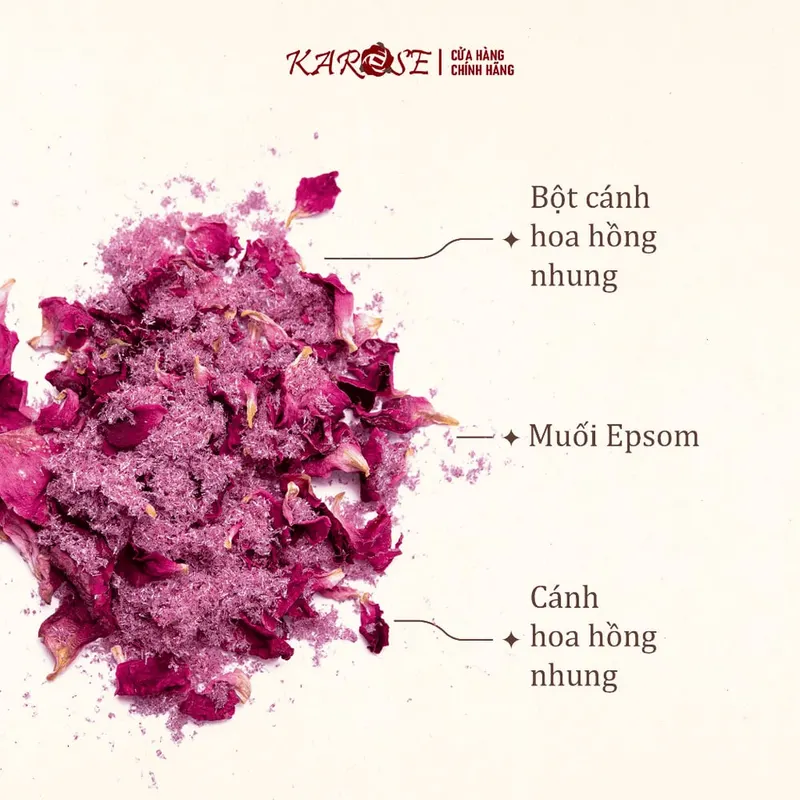 KAROSE | CỬA HÀNG
CHÍNH HÃNG
Bột cánh
hoa hồng
nhung
Muối Epsom
Cánh
hoa hồng
nhung